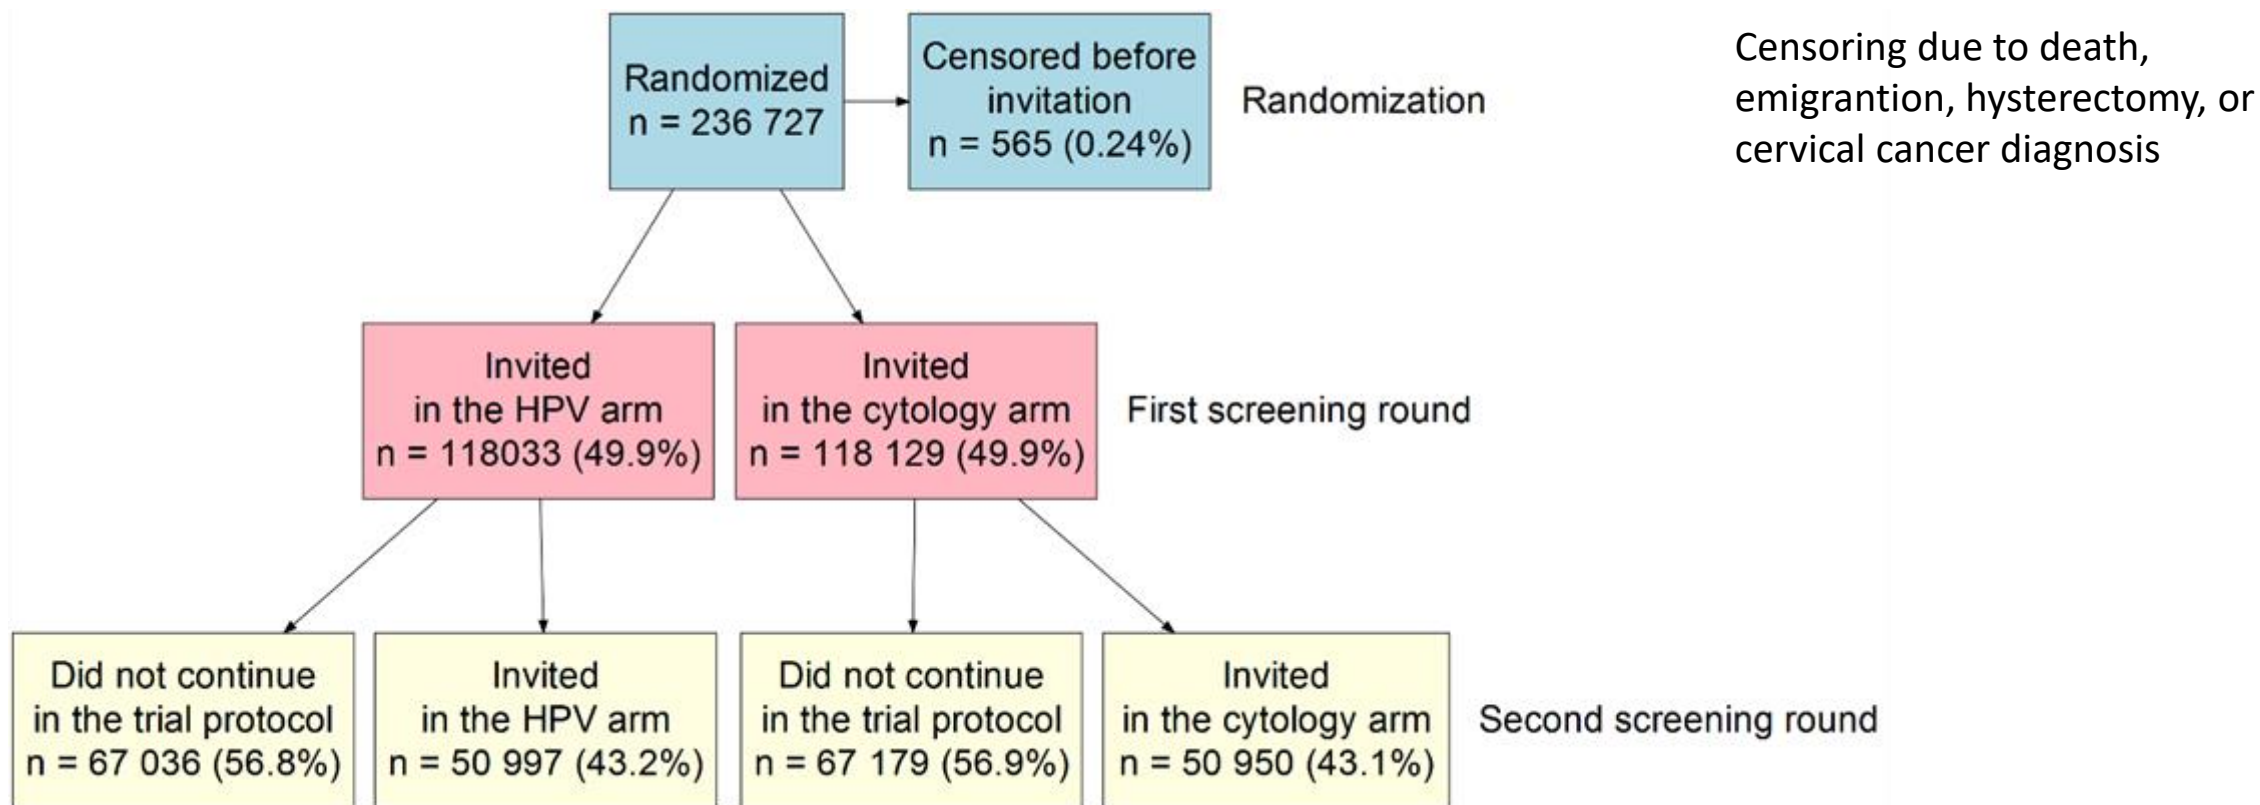 Randomized
n = 236 727
Censored before
invitation
n = 565 (0.24%)
Randomization
Censoring due to death,
emigrantion, hysterectomy, or
cervical cancer diagnosis
Invited
in the HPV arm
n = 118033 (49.9%)
Invited
in the cytology arm
n = 118 129 (49.9%)
First screening round
Did not continue
in the trial protocol
n = 67 036 (56.8%)
Invited
in the HPV arm
n = 50 997 (43.2%)
Did not continue
in the trial protocol
n = 67 179 (56.9%)
Invited
in the cytology arm
n = 50 950 (43.1%)
Second screening round